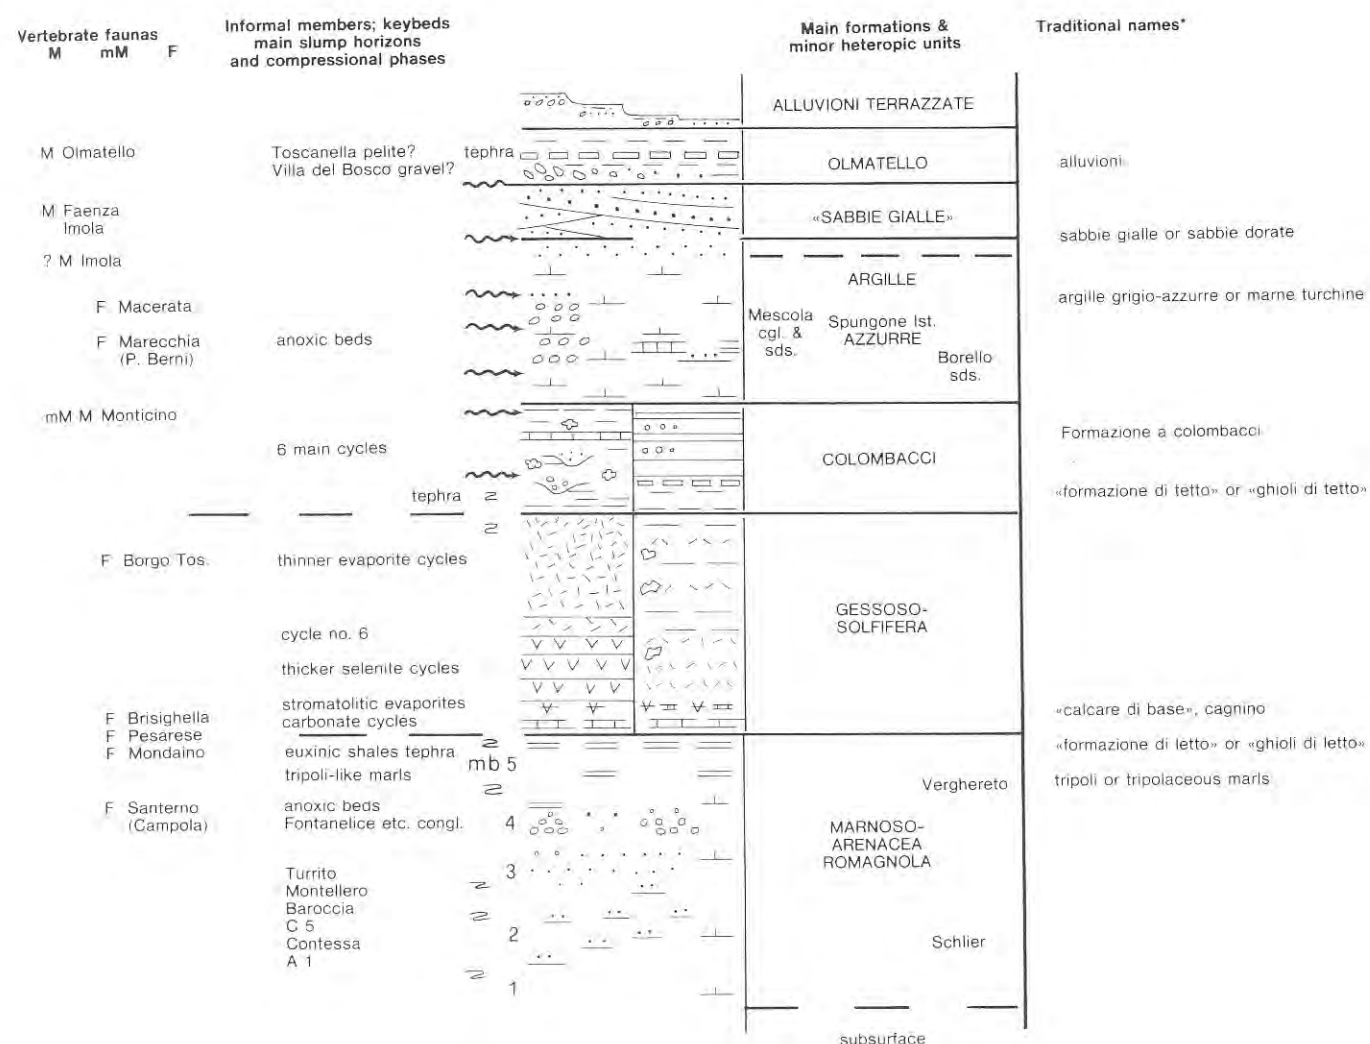 Vertebrate faunas
M mM F
Informal members; keybeds
main slump horizons
and compressional phases
Main formations &
minor heteropic units
Traditional names*
ALLUVIONI TERRAZZATE
M Olmatello
Toscanella pelite?
Villa del Bosco gravel?
tephra
OLMATELLO
alluvioni
M Faenza
Imola
«SABBIE GIALLE»
sabbie gialle or sabbie dorate
? M Imola
ARGILLE
F Macerata
argille grigio-azzurre or marne turchine
Mescola
cgl. &
sds.
Spungone lst.
AZZURRE
F Marecchia
(P. Berni)
anoxic beds
Borello
sds.
mM M Monticino
6 main cycles
Formazione a colombacci
COLOMBACCI
tephra
«formazione di tetto» or «ghioli di tetto»
F Borgo Tos.
thinner evaporite cycles
GESSOSO-
SOLFIFERA
cycle no. 6
thicker selenite cycles
stromatolitic evaporites
carbonate cycles
«calcare di base», cagnino
F Brisighella
F Pesarese
F Mondaino
euxinic shales tephra
mb 5
«formazione di letto» or «ghioli di letto»
tripoli-like marls
Verghereto
tripoli or tripolaceous marls
F Santerno
(Campola)
anoxic beds
Fontanelice etc. congl.
4
MARNOSO-
ARENACEA
ROMAGNOLA
3
Turrito
Montellero
Baroccia
C 5
Contessa
A 1
2
Schlier
1
subsurface